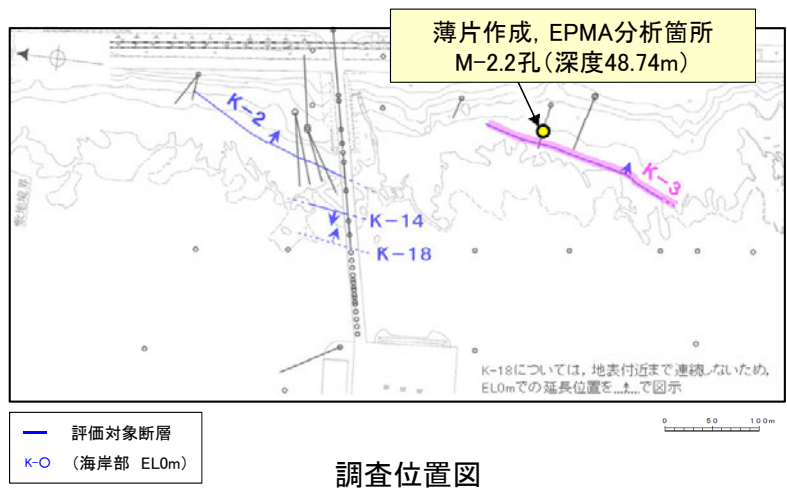 薄片作成, EPMA分析箇所
M-2.2孔(深度48.74m)
K-2
K-3
K-14
K-18
敷地境界
K-18については, 地表付近まで連続しないため,
EL0mでの延長位置を で図示
0 50 100m
評価対象断層
K-○ (海岸部 EL0m)
調査位置図